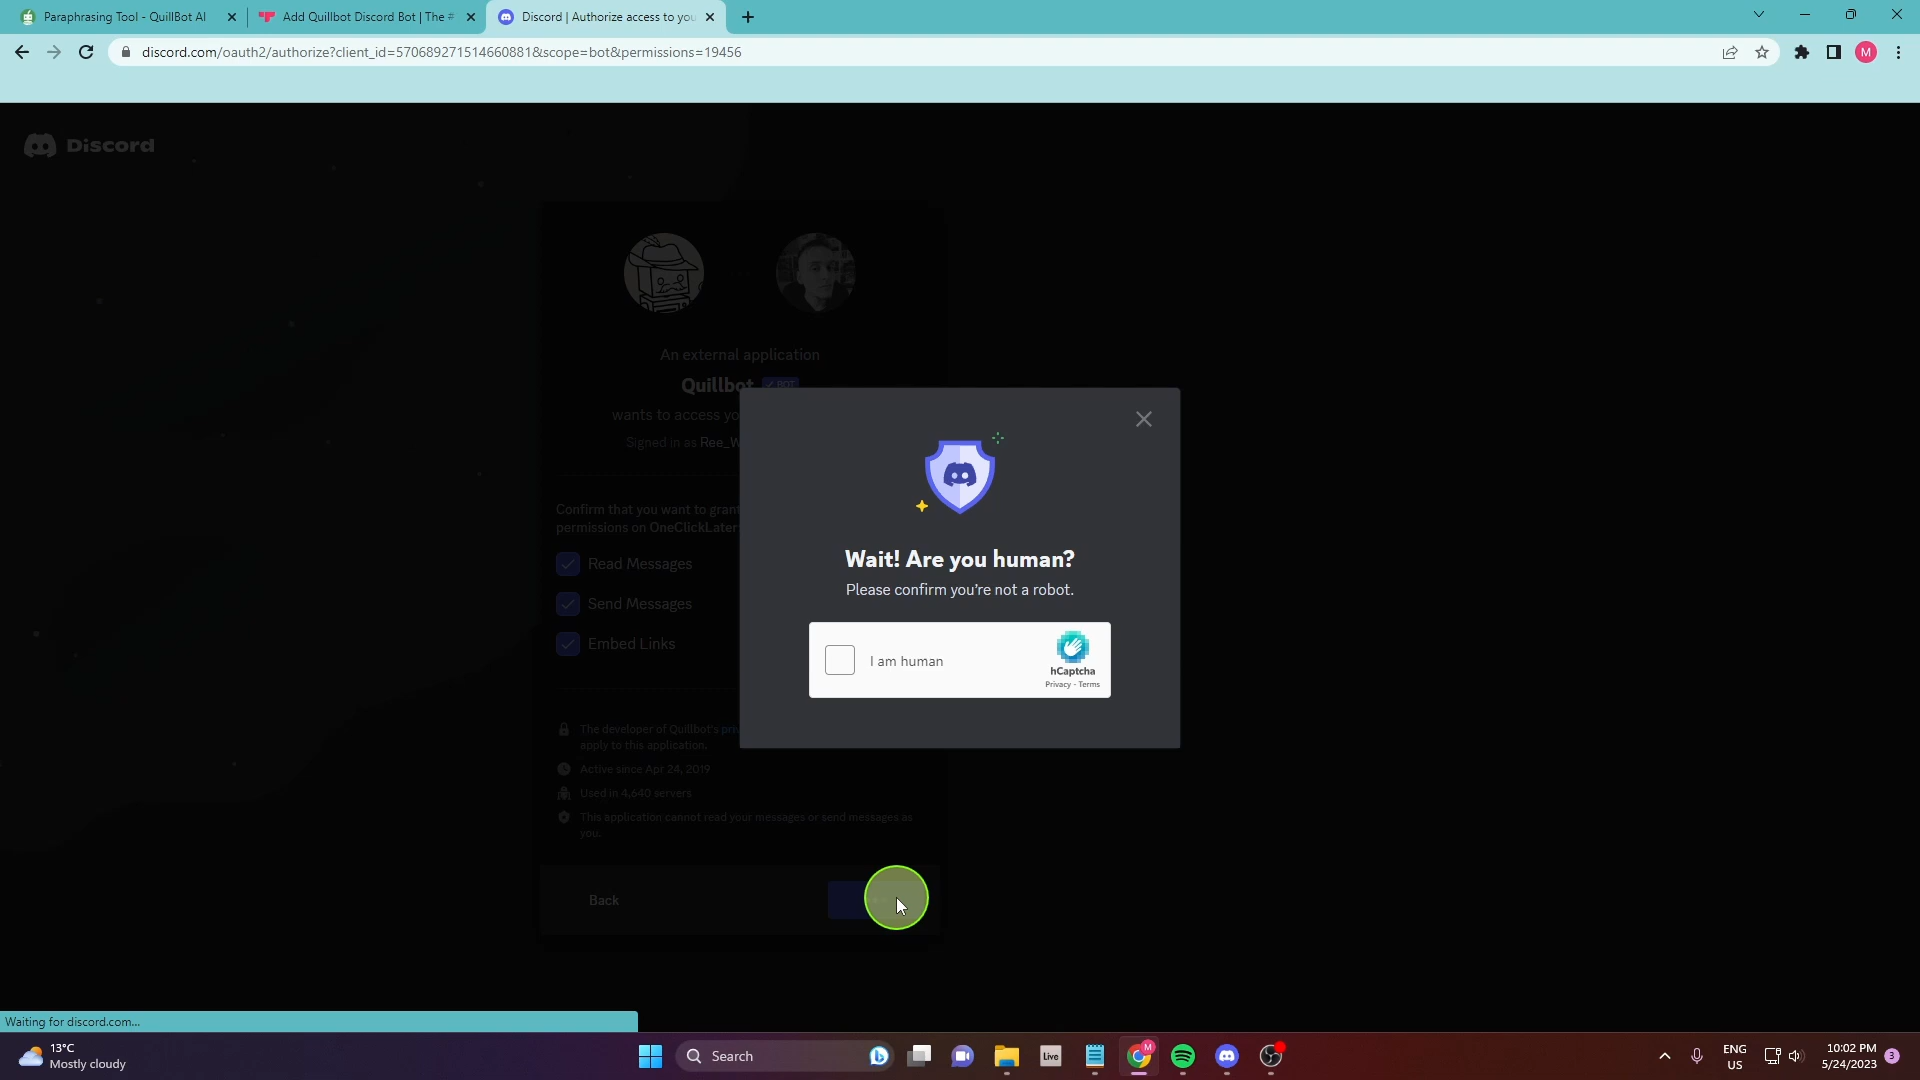 Paraphrasing Tool - QuillBot AI
Add Quillbot Discord Bot | The #
Discord | Authorize access to you
discord.com/oauth2/authorize?client_id=570689271514660881&scope=bot&permissions=19456
M
Discord
An external application
Quillbot ✓ BOT
wants to access yo
Signed in as Ree_W
Confirm that you want to grant
permissions on OneClickLater
Read Messages
Send Messages
Embed Links
The developer of Quillbot's
apply to this application.
Active since Apr 24, 2019
Used in 4,640 servers
This application cannot read your messages or send messages as
you.
Back
Wait! Are you human?
Please confirm you're not a robot.
I am human
hCaptcha
Privacy - Terms
Waiting for discord.com...
13°C
Mostly cloudy
Search
Live
M
ENG
US
10:02 PM
5/24/2023
3